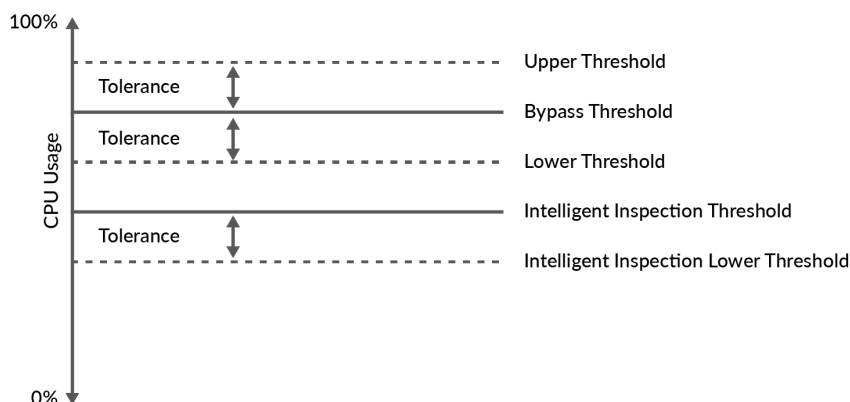 100%
Upper Threshold
Tolerance
Bypass Threshold
Tolerance
Lower Threshold
CPU Usage
Intelligent Inspection Threshold
Tolerance
Intelligent Inspection Lower Threshold
0%